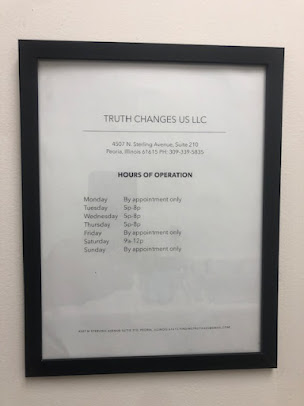 TRUTH CHANGES US LLC
4507 N. Sterling Avenue, Suite 210
Peoria, Illinois 61615 PH: 309-339-5835
HOURS OF OPERATION
Monday By appointment only
Tuesday 5p-8p
Wednesday 5p-8p
Thursday 5p-8p
Friday By appointment only
Saturday 9a-12p
Sunday By appointment only